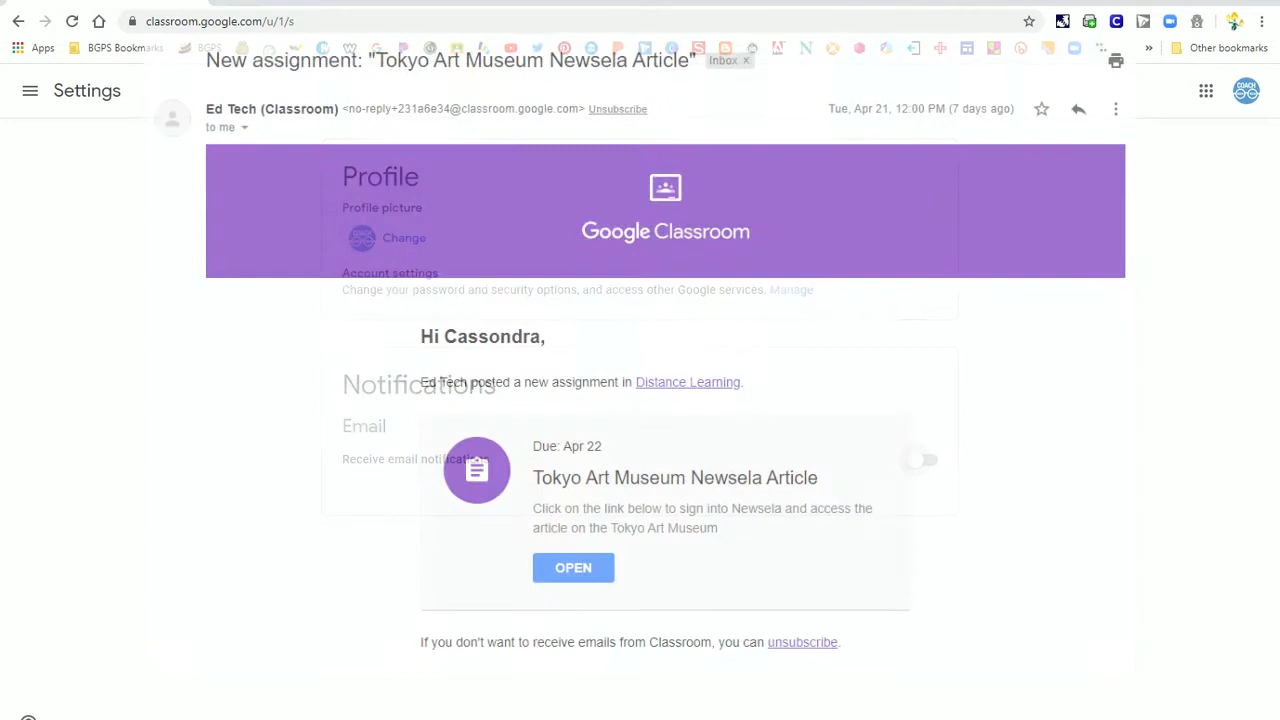 classroom.google.com/u/1/s
Apps
BGPS Bookmarks
BGPS
Other bookmarks
New assignment: "Tokyo Art Museum Newsela Article"
Inbox x
Settings
COACH
Ed Tech (Classroom) <no-reply+231a6e34@classroom.google.com> Unsubscribe
Tue, Apr 21, 12:00 PM (7 days ago)
to me
Profile
Profile picture
Change
Google Classroom
Account settings
Change your password and security options, and access other Google services. Manage
Hi Cassondra,
Notifications
Ed Tech posted a new assignment in Distance Learning.
Email
Receive email notifications
Due: Apr 22
Tokyo Art Museum Newsela Article
Click on the link below to sign into Newsela and access the
article on the Tokyo Art Museum
OPEN
If you don't want to receive emails from Classroom, you can unsubscribe.